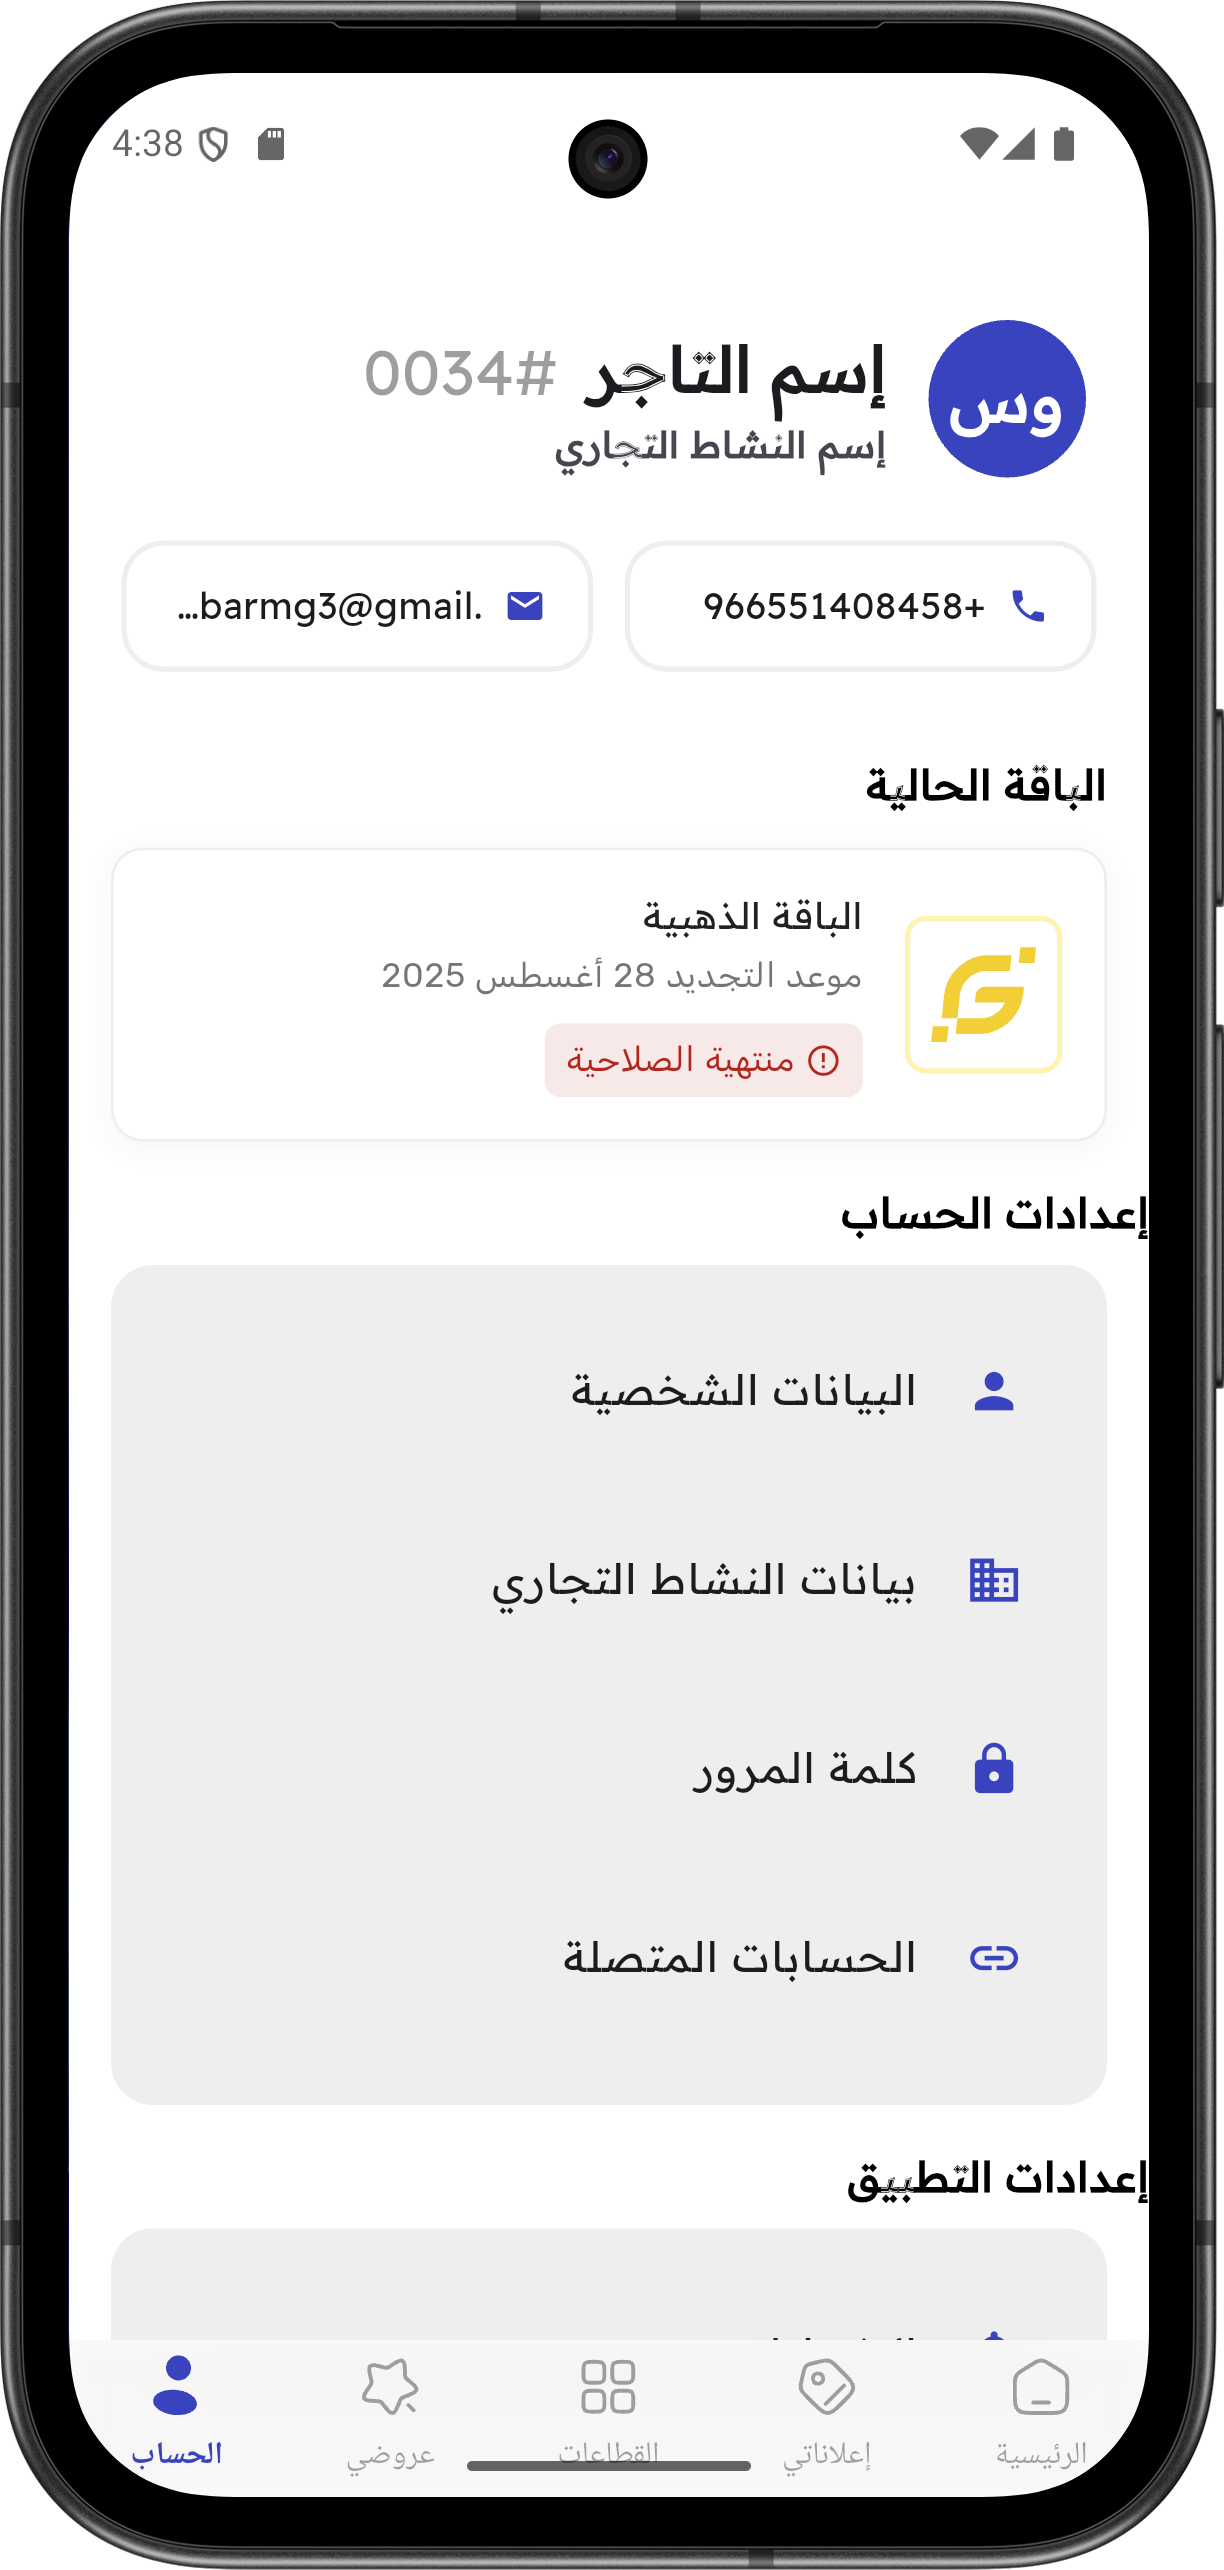 4:38
وس
إسم التاجر #0034
إسم النشاط التجاري
966551408458+
...barmg3@gmail.
الباقة الحالية
الباقة الذهبية
موعد التجديد 28 أغسطس 2025
منتهية الصلاحية
إعدادات الحساب
البيانات الشخصية
بيانات النشاط التجاري
كلمة المرور
الحسابات المتصلة
إعدادات التطبيق
الرئيسية
إعلاناتي
القطاعات
عروضي
الحساب